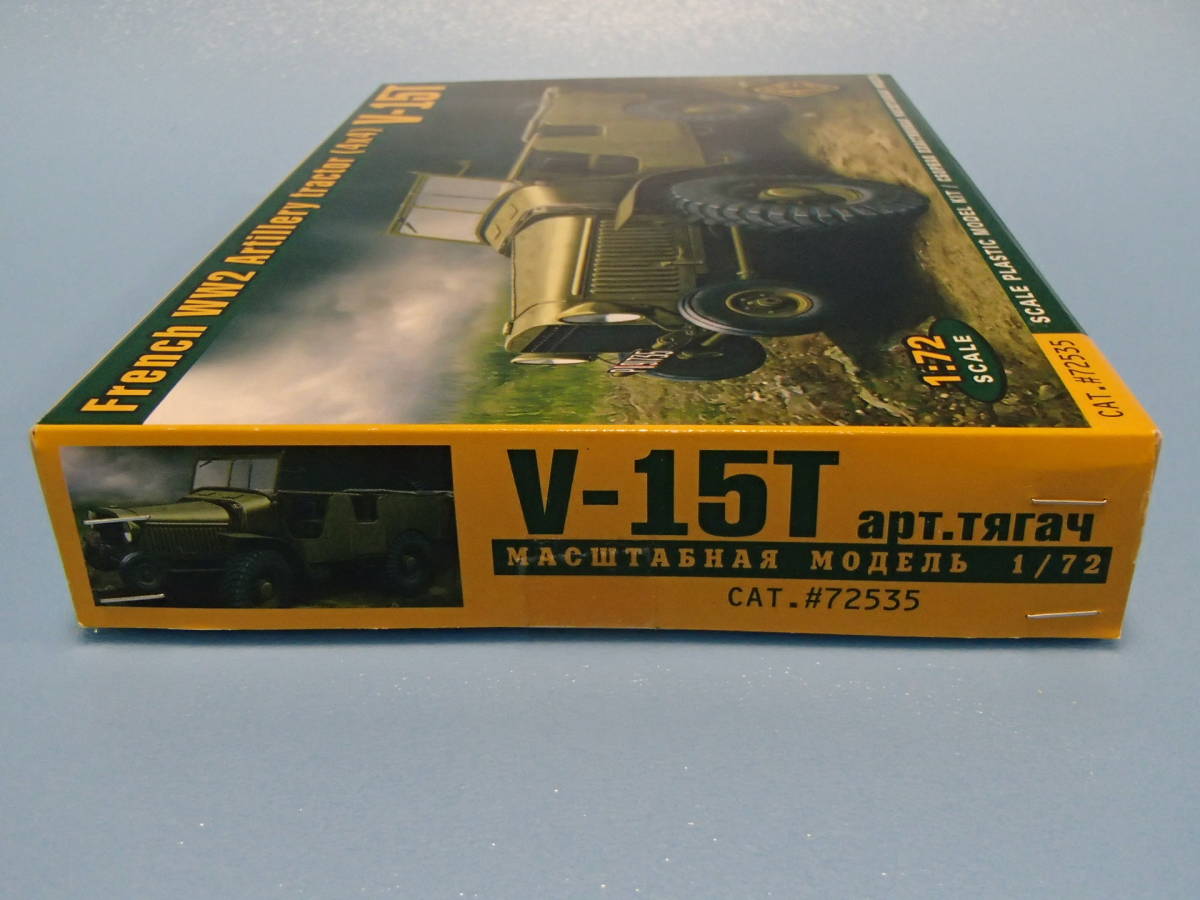 French WW2 Artillery tractor (4x4) V-15T
1:72
SCALE
SCALE PLASTIC MODEL KIT /
CAT.#72535
V-15T арт.тягач
МАСШТАБНАЯ МОДЕЛЬ 1/72
CAT.#72535